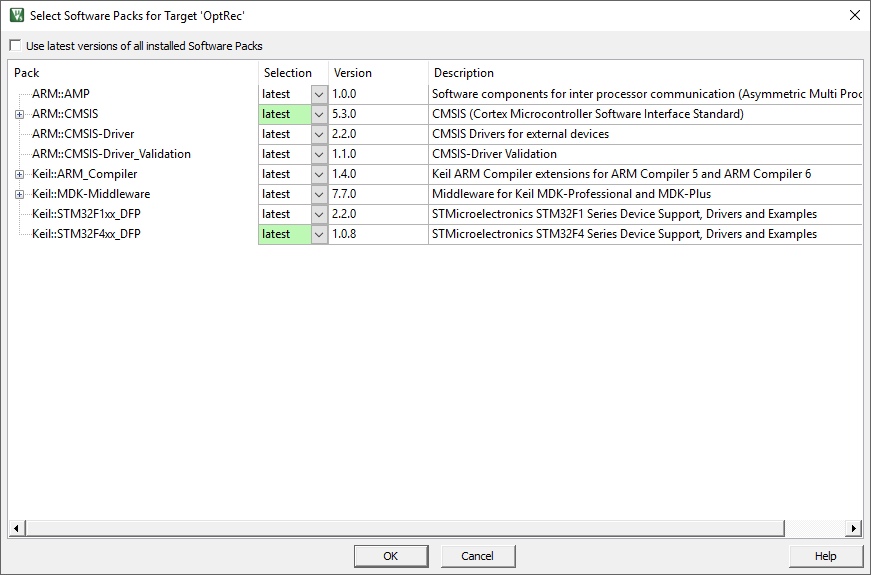 Select Software Packs for Target 'OptRec'
Use latest versions of all installed Software Packs
Pack Selection Version Description
ARM::AMP latest 1.0.0 Software components for inter processor communication (Asymmetric Multi Proc
ARM::CMSIS latest 5.3.0 CMSIS (Cortex Microcontroller Software Interface Standard)
ARM::CMSIS-Driver latest 2.2.0 CMSIS Drivers for external devices
ARM::CMSIS-Driver_Validation latest 1.1.0 CMSIS-Driver Validation
Keil::ARM_Compiler latest 1.4.0 Keil ARM Compiler extensions for ARM Compiler 5 and ARM Compiler 6
Keil::MDK-Middleware latest 7.7.0 Middleware for Keil MDK-Professional and MDK-Plus
Keil::STM32F1xx_DFP latest 2.2.0 STMicroelectronics STM32F1 Series Device Support, Drivers and Examples
Keil::STM32F4xx_DFP latest 1.0.8 STMicroelectronics STM32F4 Series Device Support, Drivers and Examples
OK Cancel Help